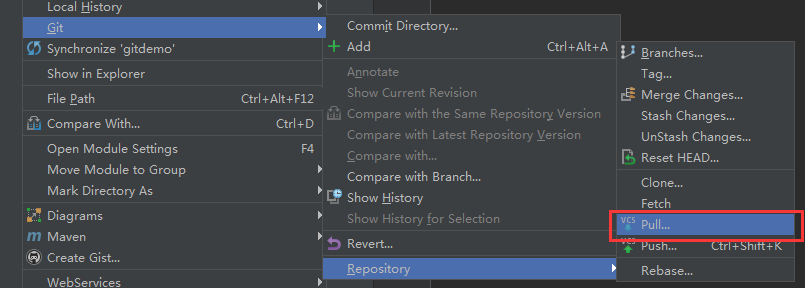 Local History
Git
Synchronize 'gitdemo'
Show in Explorer
File Path Ctrl+Alt+F12
Compare With... Ctrl+D
Open Module Settings F4
Move Module to Group
Mark Directory As
Diagrams
Maven
Create Gist...
WebServices
Commit Directory...
Add Ctrl+Alt+A
Annotate
Show Current Revision
Compare with the Same Repository Version
Compare with Latest Repository Version
Compare with...
Compare with Branch...
Show History
Show History for Selection
Revert...
Repository
Branches...
Tag...
Merge Changes...
Stash Changes...
UnStash Changes...
Reset HEAD...
Clone...
Fetch
VCS Pull...
VCS Push... Ctrl+Shift+K
Rebase...